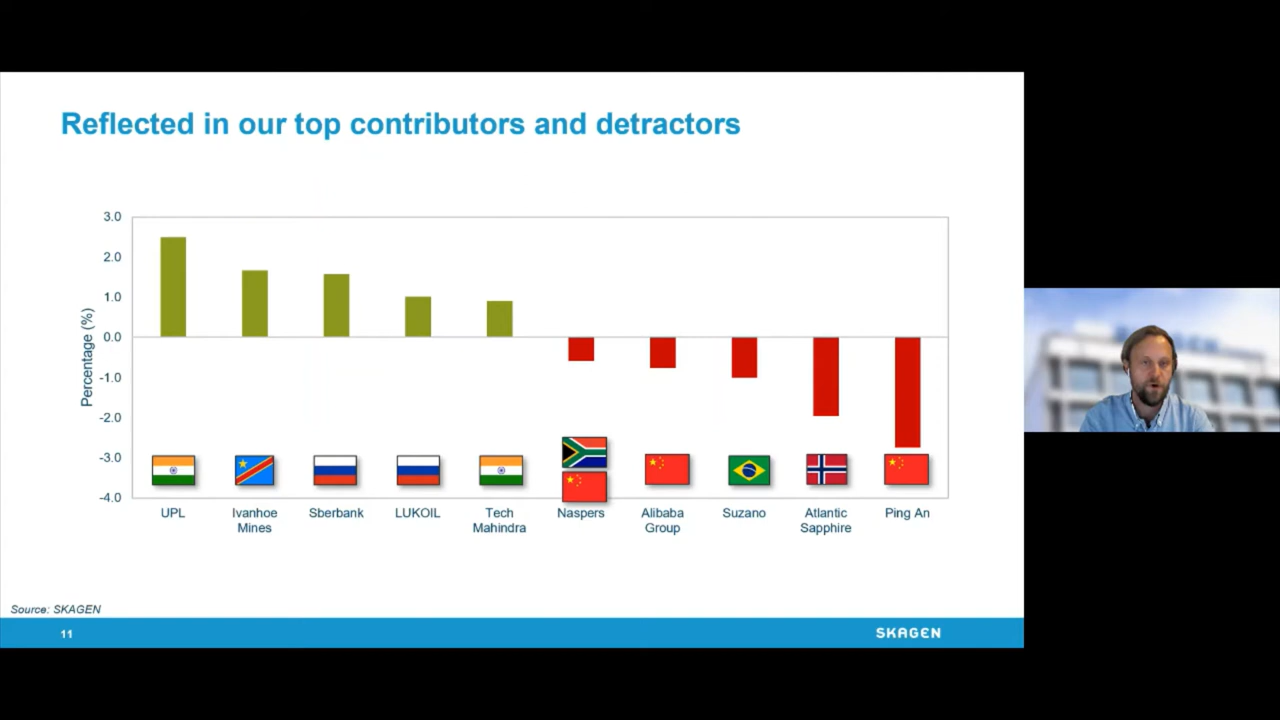 Reflected in our top contributors and detractors
3.0
2.0
1.0
0.0
-1.0
-2.0
-3.0
-4.0
Percentage (%)
UPL
Ivanhoe
Mines
Sberbank
LUKOIL
Tech
Mahindra
Naspers
Alibaba
Group
Suzano
Atlantic
Sapphire
Ping An
Source: SKAGEN
11
SKAGEN